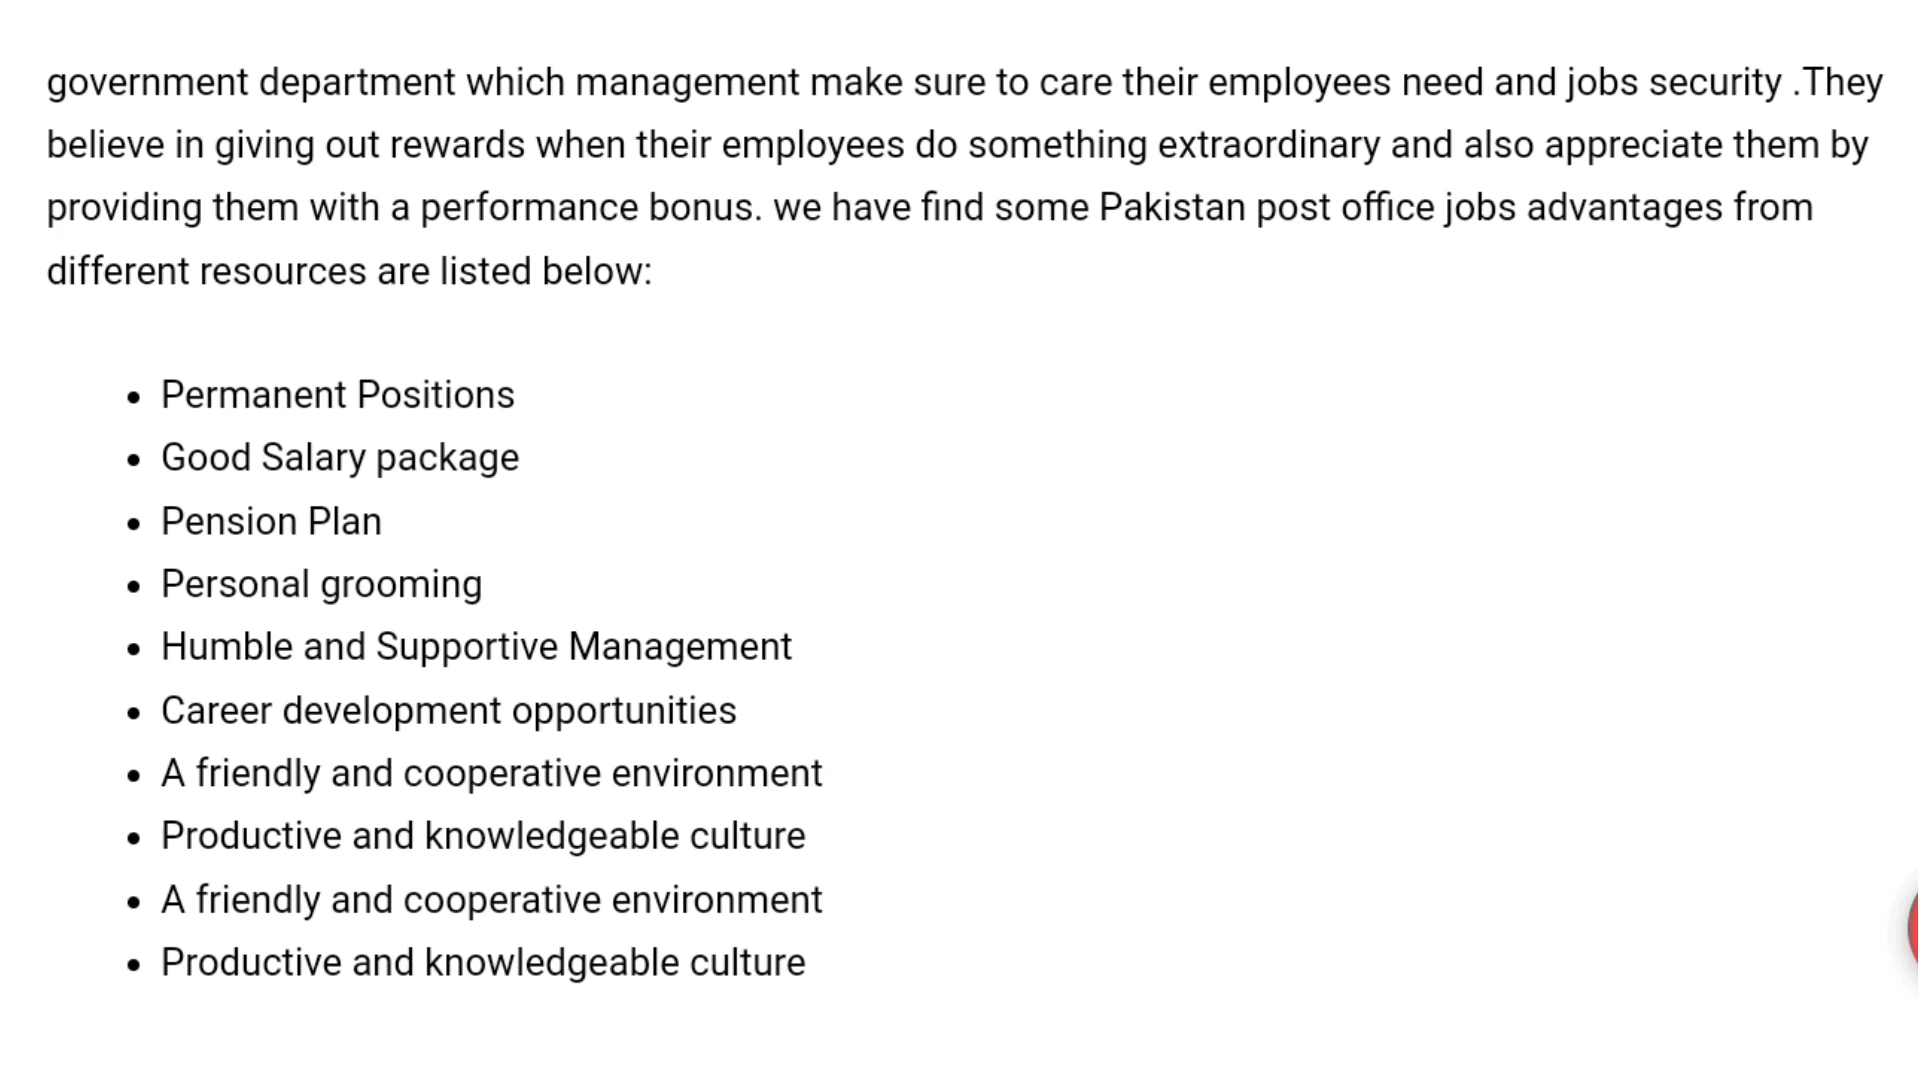 government department which management make sure to care their employees need and jobs security .They
believe in giving out rewards when their employees do something extraordinary and also appreciate them by
providing them with a performance bonus. we have find some Pakistan post office jobs advantages from
different resources are listed below:
• Permanent Positions
• Good Salary package
• Pension Plan
• Personal grooming
• Humble and Supportive Management
• Career development opportunities
• A friendly and cooperative environment
• Productive and knowledgeable culture
• A friendly and cooperative environment
• Productive and knowledgeable culture